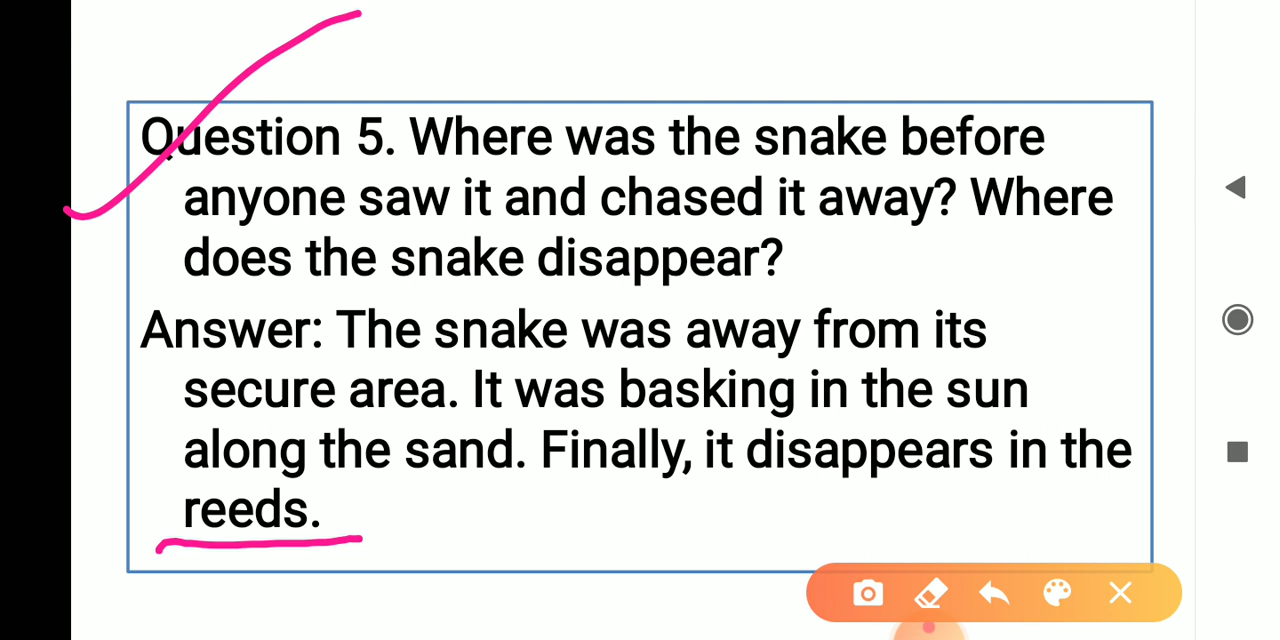 Question 5. Where was the snake before
anyone saw it and chased it away? Where
does the snake disappear?
Answer: The snake was away from its
secure area. It was basking in the sun
along the sand. Finally, it disappears in the
reeds.